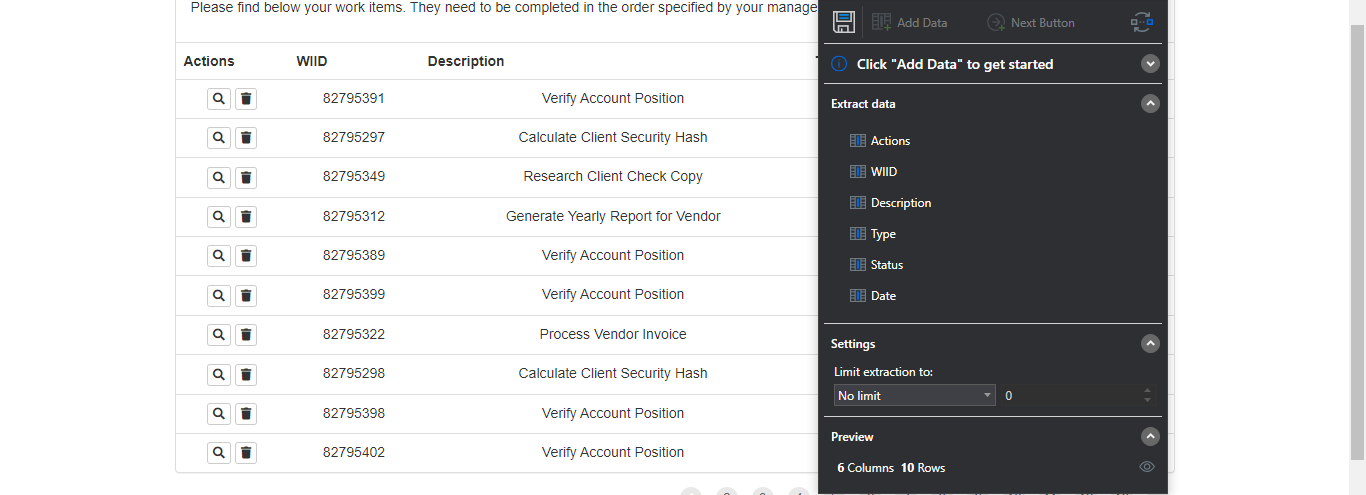 Please find below your work items. They need to be completed in the order specified by your manage
Actions WIID Description
82795391 Verify Account Position
82795297 Calculate Client Security Hash
82795349 Research Client Check Copy
82795312 Generate Yearly Report for Vendor
82795389 Verify Account Position
82795399 Verify Account Position
82795322 Process Vendor Invoice
82795298 Calculate Client Security Hash
82795398 Verify Account Position
82795402 Verify Account Position
Add Data Next Button
Click "Add Data" to get started
Extract data
Actions
WIID
Description
Type
Status
Date
Settings
Limit extraction to:
No limit 0
Preview
6 Columns 10 Rows